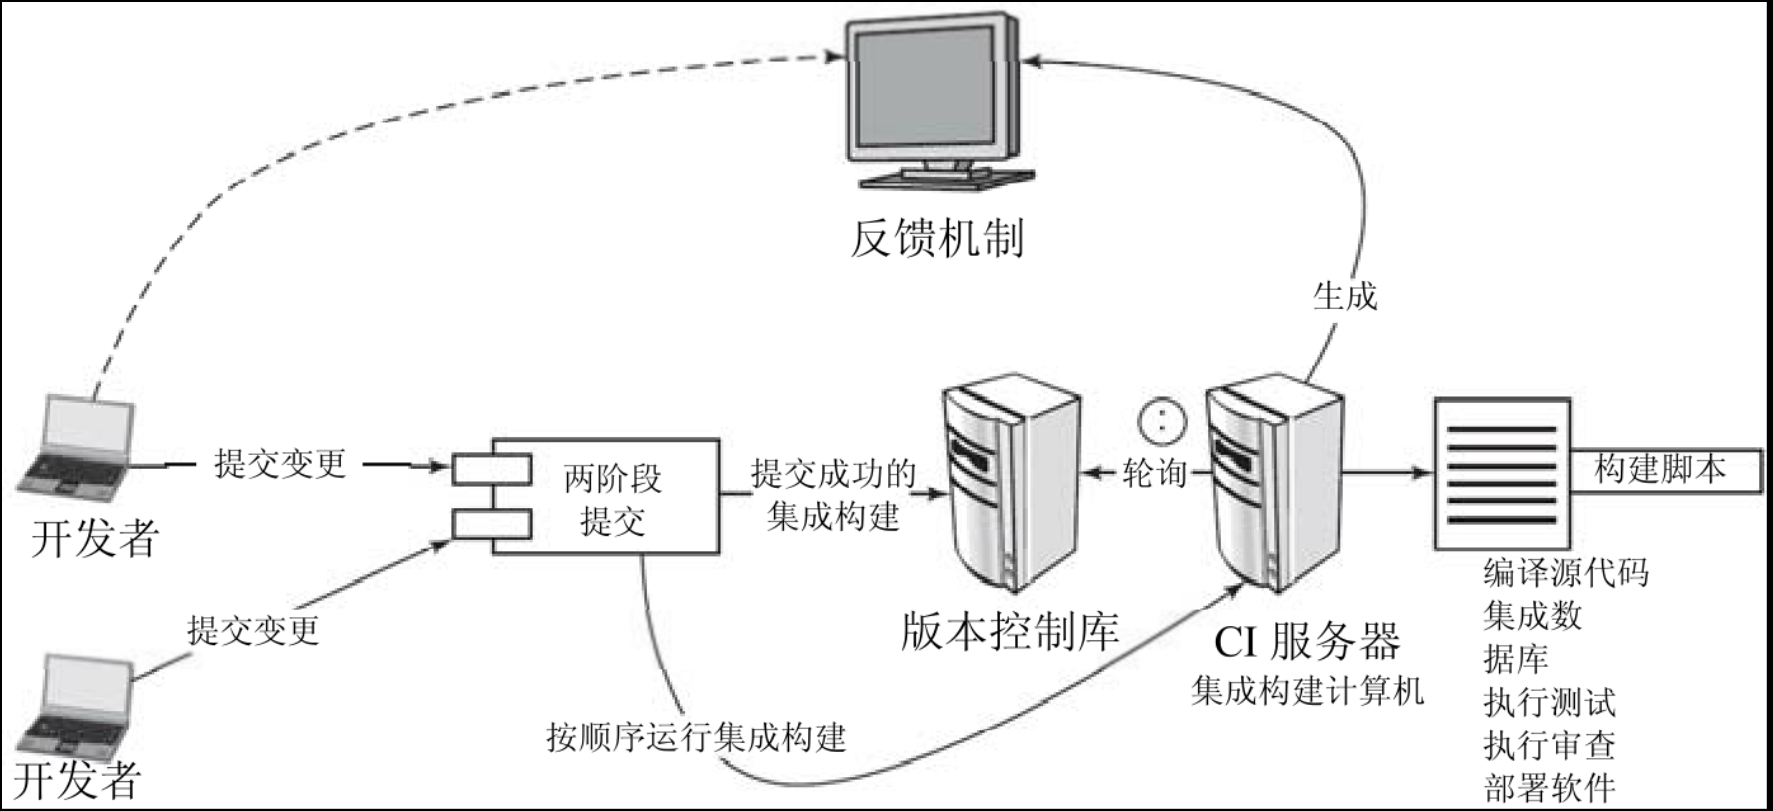 反馈机制
生成
提交变更
开发者
两阶段
提交
提交成功的
集成构建
轮询
:
构建脚本
版本控制库
CI 服务器
集成构建计算机
编译源代码
集成数
据库
执行测试
执行审查
部署软件
提交变更
按顺序运行集成构建
开发者